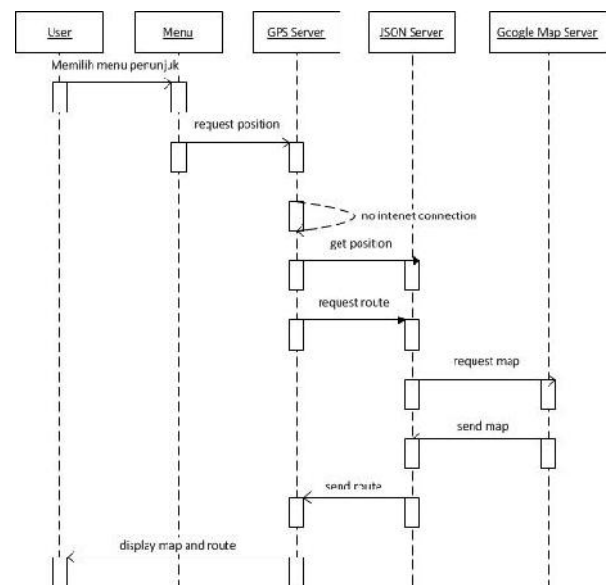 User
Menu
GPS Server
JSON Server
Google Map Server
Memilih menu penunjuk
request position
no intenet connection
get position
request route
request map
send map
send route
display map and route